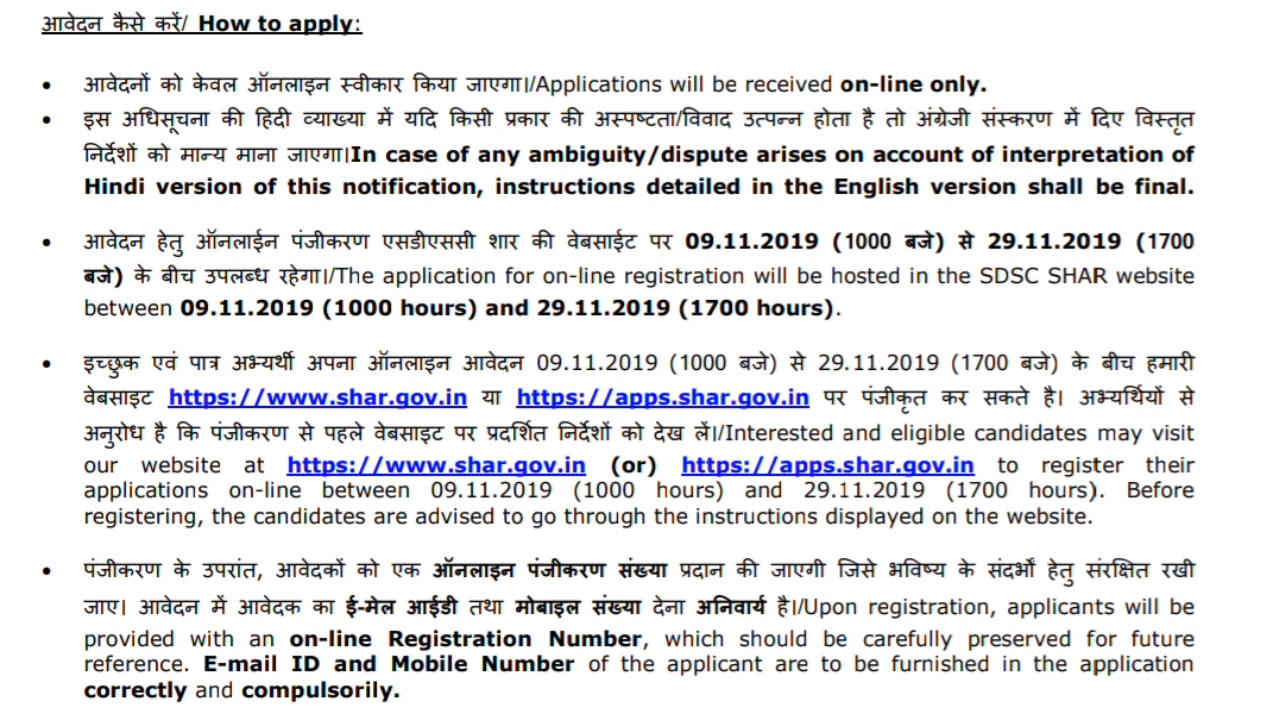 आवेदन कैसे करें/ How to apply:
• आवेदनों को केवल ऑनलाइन स्वीकार किया जाएगा।/Applications will be received on-line only.
• इस अधिसूचना की हिदी व्याख्या में यदि किसी प्रकार की अस्पष्टता/विवाद उत्पन्न होता है तो अंग्रेजी संस्करण में दिए विस्तृत
निर्देशों को मान्य माना जाएगा।In case of any ambiguity/dispute arises on account of interpretation of
Hindi version of this notification, instructions detailed in the English version shall be final.
• आवेदन हेतु ऑनलाईन पंजीकरण एसडीएससी शार की वेबसाईट पर 09.11.2019 (1000 बजे) से 29.11.2019 (1700
बजे) के बीच उपलब्ध रहेगा।/The application for on-line registration will be hosted in the SDSC SHAR website
between 09.11.2019 (1000 hours) and 29.11.2019 (1700 hours).
• इच्छुक एवं पात्र अभ्यर्थी अपना ऑनलाइन आवेदन 09.11.2019 (1000 बजे) से 29.11.2019 (1700 बजे) के बीच हमारी
वेबसाइट https://www.shar.gov.in या https://apps.shar.gov.in पर पंजीकृत कर सकते है। अभ्यर्थियों से
अनुरोध है कि पंजीकरण से पहले वेबसाइट पर प्रदर्शित निर्देशों को देख लें।/Interested and eligible candidates may visit
our website at https://www.shar.gov.in (or) https://apps.shar.gov.in to register their
applications on-line between 09.11.2019 (1000 hours) and 29.11.2019 (1700 hours). Before
registering, the candidates are advised to go through the instructions displayed on the website.
• पंजीकरण के उपरांत, आवेदकों को एक ऑनलाइन पंजीकरण संख्या प्रदान की जाएगी जिसे भविष्य के संदर्भों हेतु संरक्षित रखी
जाए। आवेदन में आवेदक का ई-मेल आईडी तथा मोबाइल संख्या देना अनिवार्य है।/Upon registration, applicants will be
provided with an on-line Registration Number, which should be carefully preserved for future
reference. E-mail ID and Mobile Number of the applicant are to be furnished in the application
correctly and compulsorily.